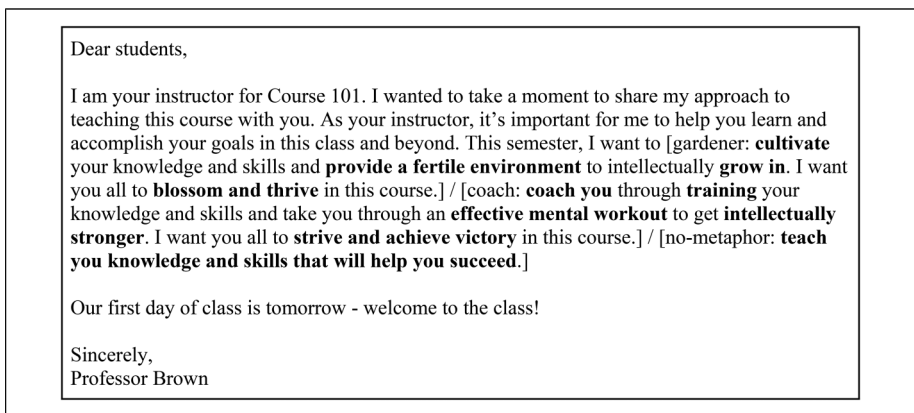 Dear students,
I am your instructor for Course 101. I wanted to take a moment to share my approach to
teaching this course with you. As your instructor, it's important for me to help you learn and
accomplish your goals in this class and beyond. This semester, I want to [gardener: cultivate
your knowledge and skills and provide a fertile environment to intellectually grow in. I want
you all to blossom and thrive in this course.] / [coach: coach you through training your
knowledge and skills and take you through an effective mental workout to get intellectually
stronger. I want you all to strive and achieve victory in this course.] / [no-metaphor: teach
you knowledge and skills that will help you succeed.]
Our first day of class is tomorrow - welcome to the class!
Sincerely,
Professor Brown